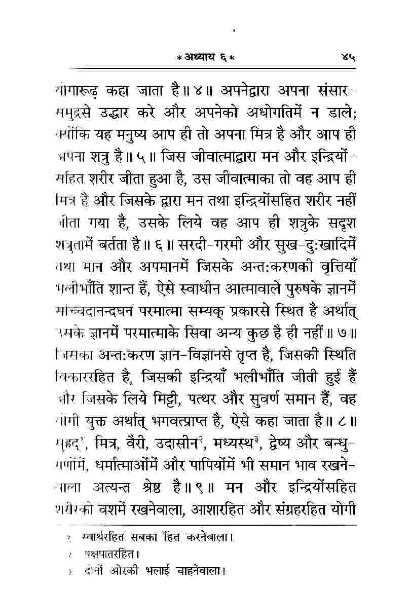 * अध्याय ६ *
४५
योगारूढ़ कहा जाता है॥ ४॥ अपनेद्वारा अपना संसार-
समुद्रसे उद्धार करे और अपनेको अधोगतिमें न डाले;
क्योंकि यह मनुष्य आप ही तो अपना मित्र है और आप ही
अपना शत्रु है॥ ५॥ जिस जीवात्माद्वारा मन और इन्द्रियों-
सहित शरीर जीता हुआ है, उस जीवात्माका तो वह आप ही
मित्र है और जिसके द्वारा मन तथा इन्द्रियोंसहित शरीर नहीं
जीता गया है, उसके लिये वह आप ही शत्रुके सदृश
शत्रुतामें बर्तता है॥ ६॥ सरदी-गरमी और सुख-दुःखादिमें
तथा मान और अपमानमें जिसके अन्तःकरणकी वृत्तियाँ
भलीभाँति शान्त हैं, ऐसे स्वाधीन आत्मावाले पुरुषके ज्ञानमें
सच्चिदानन्दघन परमात्मा सम्यक् प्रकारसे स्थित है अर्थात्
उसके ज्ञानमें परमात्माके सिवा अन्य कुछ है ही नहीं॥ ७॥
जिसका अन्तःकरण ज्ञान-विज्ञानसे तृप्त है, जिसकी स्थिति
विकाररहित है, जिसकी इन्द्रियाँ भलीभाँति जीती हुई हैं
और जिसके लिये मिट्टी, पत्थर और सुवर्ण समान हैं, वह
योगी युक्त अर्थात् भगवत्प्राप्त है, ऐसे कहा जाता है॥ ८॥
सुहृद्१, मित्र, वैरी, उदासीन२, मध्यस्थ३, द्वेष्य और बन्धु-
गणोंमें, धर्मात्माओंमें और पापियोंमें भी समान भाव रखने-
वाला अत्यन्त श्रेष्ठ है॥ ९॥ मन और इन्द्रियोंसहित
शरीरको वशमें रखनेवाला, आशारहित और संग्रहरहित योगी
१ स्वार्थरहित सबका हित करनेवाला।
२ पक्षपातरहित।
३ दोनों ओरकी भलाई चाहनेवाला।